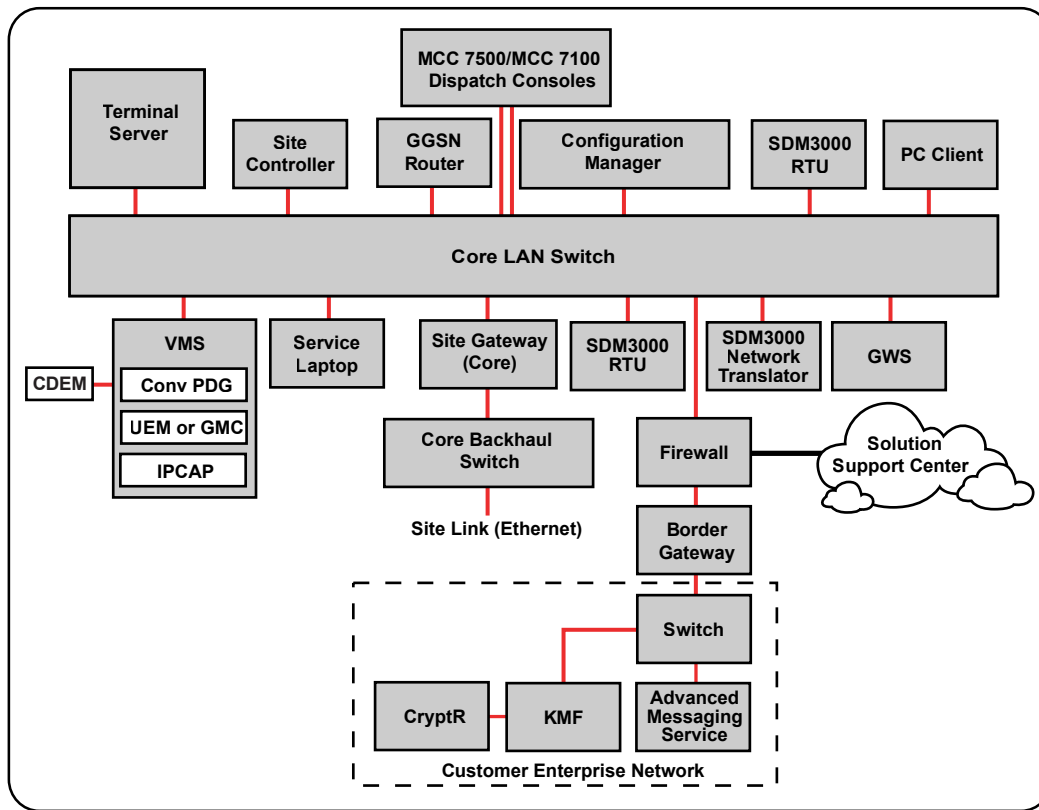 MCC 7500/MCC 7100
Dispatch Consoles
Terminal
Server
Site
Controller
GGSN
Router
Configuration
Manager
SDM3000
RTU
PC Client
Core LAN Switch
VMS
Conv PDG
UEM or GMC
IPCAP
CDEM
Service
Laptop
Site Gateway
(Core)
SDM3000
RTU
SDM3000
Network
Translator
GWS
Core Backhaul
Switch
Firewall
Solution
Support Center
Site Link (Ethernet)
Border
Gateway
Switch
CryptR
KMF
Advanced
Messaging
Service
Customer Enterprise Network